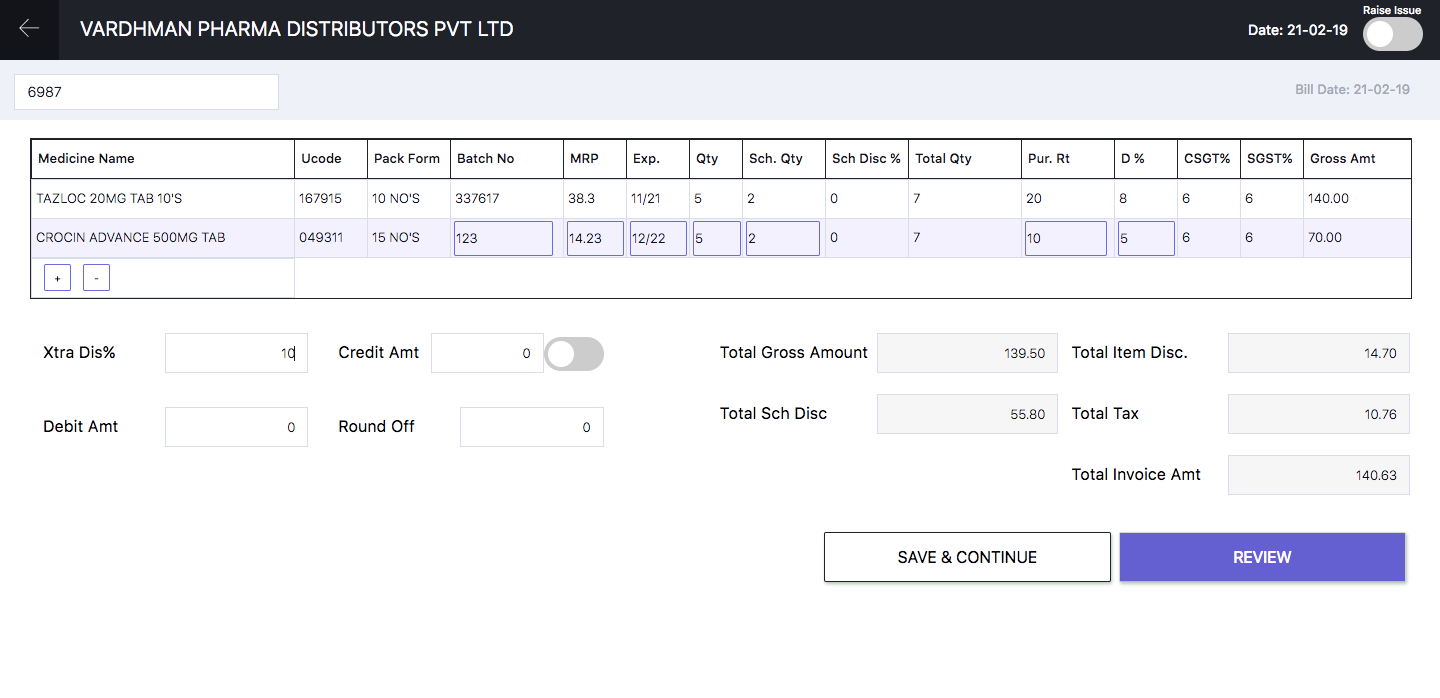 VARDHMAN PHARMA DISTRIBUTORS PVT LTD Date: 21-02-19 Raise Issue
6987 Bill Date: 21-02-19
Medicine Name Ucode Pack Form Batch No MRP Exp. Qty Sch. Qty Sch Disc % Total Qty Pur. Rt D % CSGT% SGST% Gross Amt
TAZLOC 20MG TAB 10'S 167915 10 NO'S 337617 38.3 11/21 5 2 0 7 20 8 6 6 140.00
CROCIN ADVANCE 500MG TAB 049311 15 NO'S 123 14.23 12/22 5 2 0 7 10 5 6 6 70.00
+ -
Xtra Dis% 10 Credit Amt 0 Total Gross Amount 139.50 Total Item Disc. 14.70
Debit Amt 0 Round Off 0 Total Sch Disc 55.80 Total Tax 10.76
Total Invoice Amt 140.63
SAVE & CONTINUE REVIEW